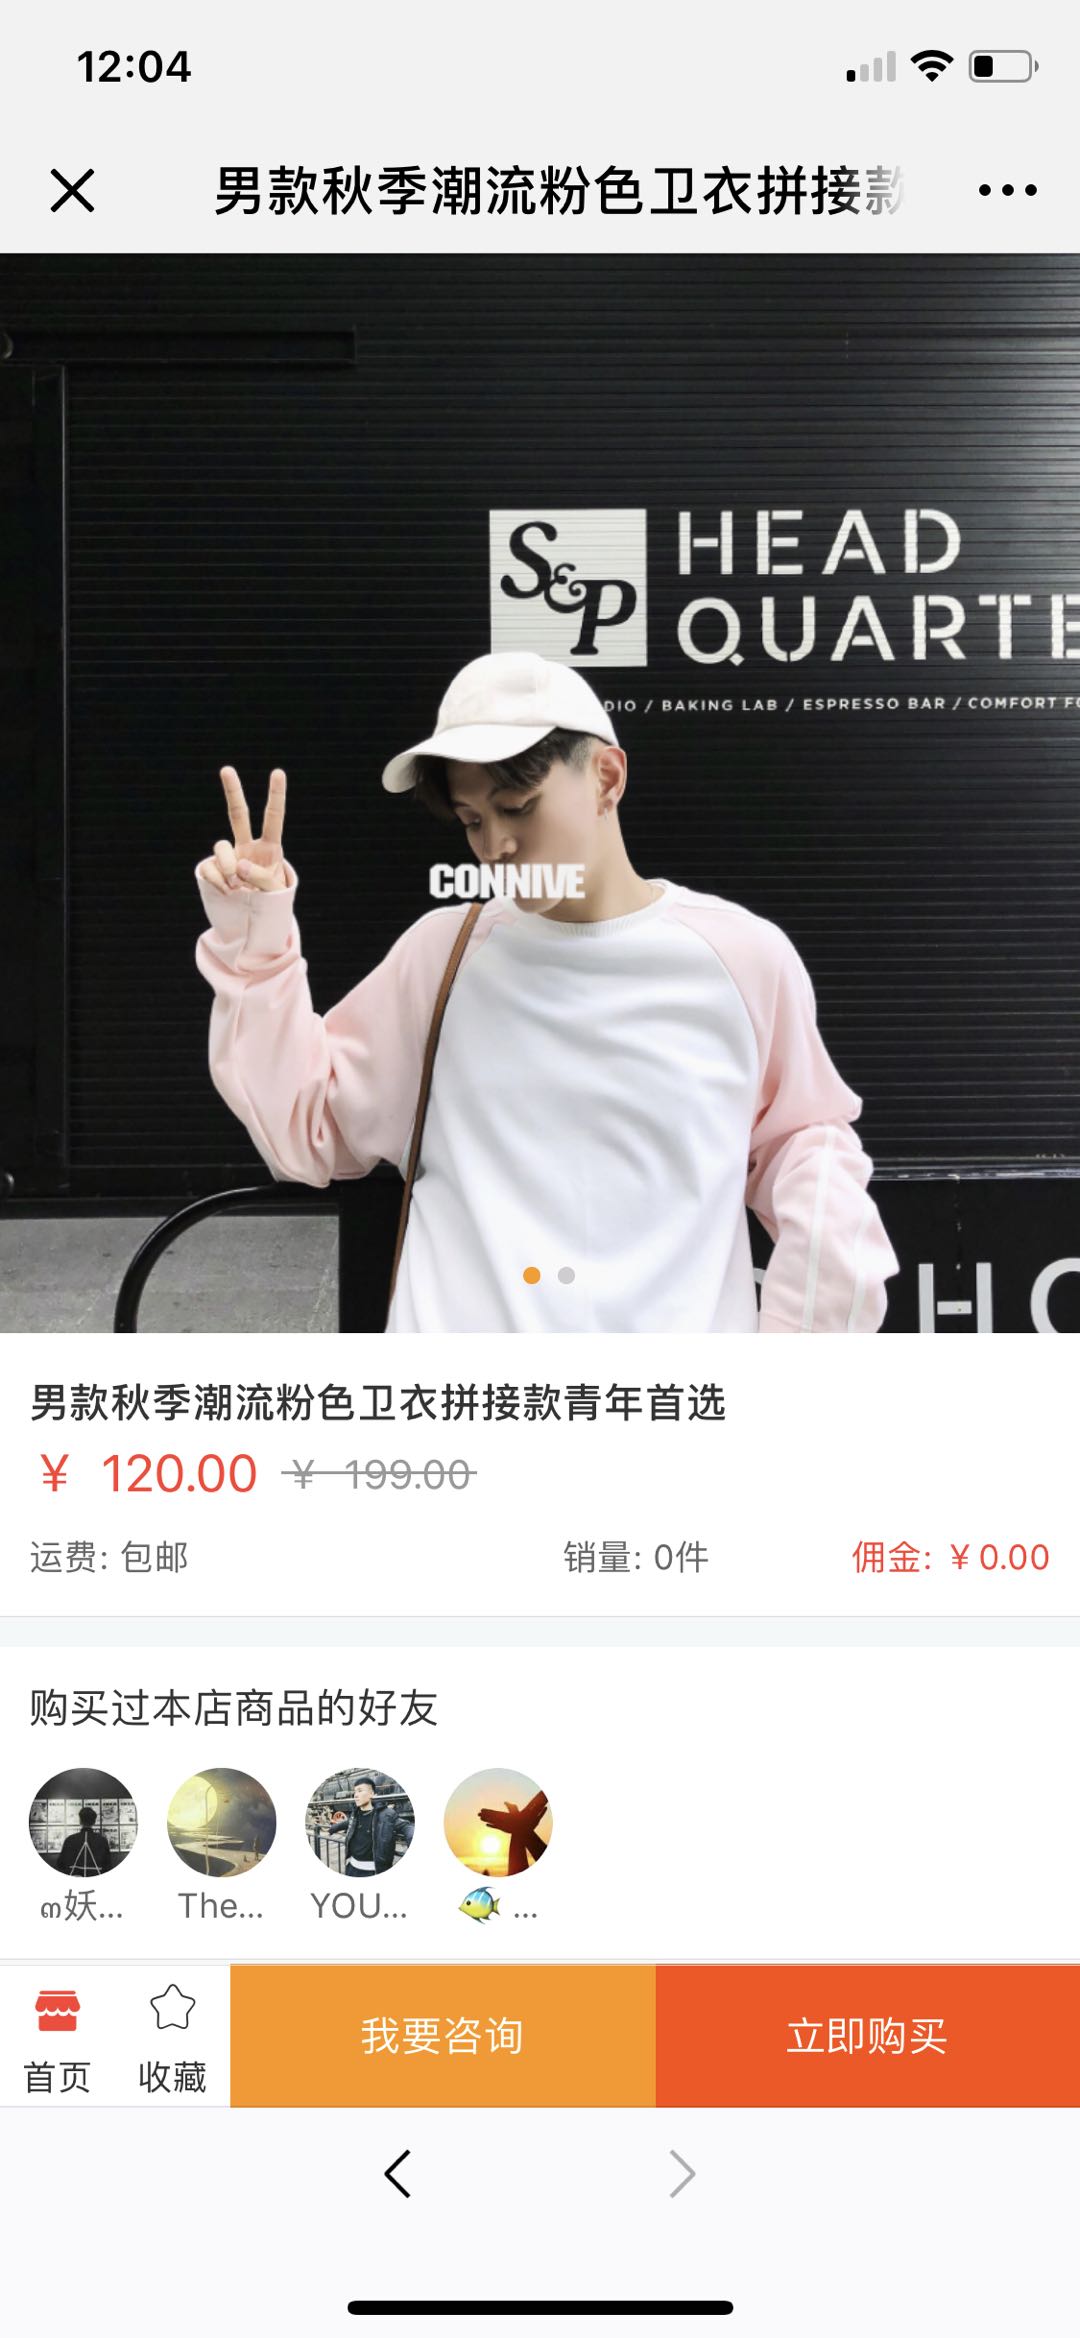 12:04
男款秋季潮流粉色卫衣拼接款
S&P
HEAD
QUARTE
DIO / BAKING LAB / ESPRESSO BAR / COMFORT FO
CONNIVE
HO
男款秋季潮流粉色卫衣拼接款青年首选
¥ 120.00 ¥ 199.00
运费: 包邮 销量: 0件 佣金: ¥0.00
购买过本店商品的好友
๓妖... The... YOU... 🐠 ...
首页 收藏 我要咨询 立即购买